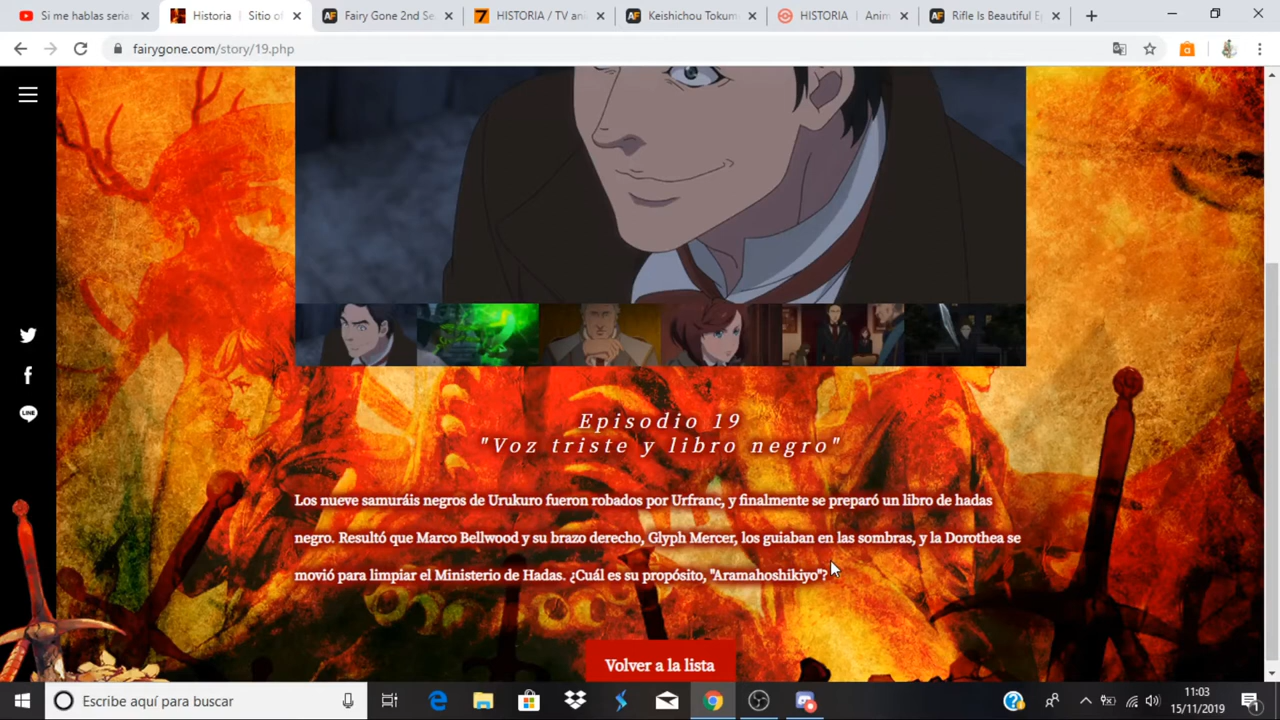 Si me hablas seria
Historia | Sitio of
Fairy Gone 2nd Se
HISTORIA / TV ani
Keishichou Tokum
HISTORIA | Anim
Rifle Is Beautiful Ep
fairygone.com/story/19.php
LINE
Episodio 19
"Voz triste y libro negro"
Los nueve samuráis negros de Urukuro fueron robados por Urfranc, y finalmente se preparó un libro de hadas
negro. Resultó que Marco Bellwood y su brazo derecho, Glyph Mercer, los guiaban en las sombras, y la Dorothea se
movió para limpiar el Ministerio de Hadas. ¿Cuál es su propósito, "Aramahoshikiyo"?
Volver a la lista
Escribe aquí para buscar
11:03
15/11/2019